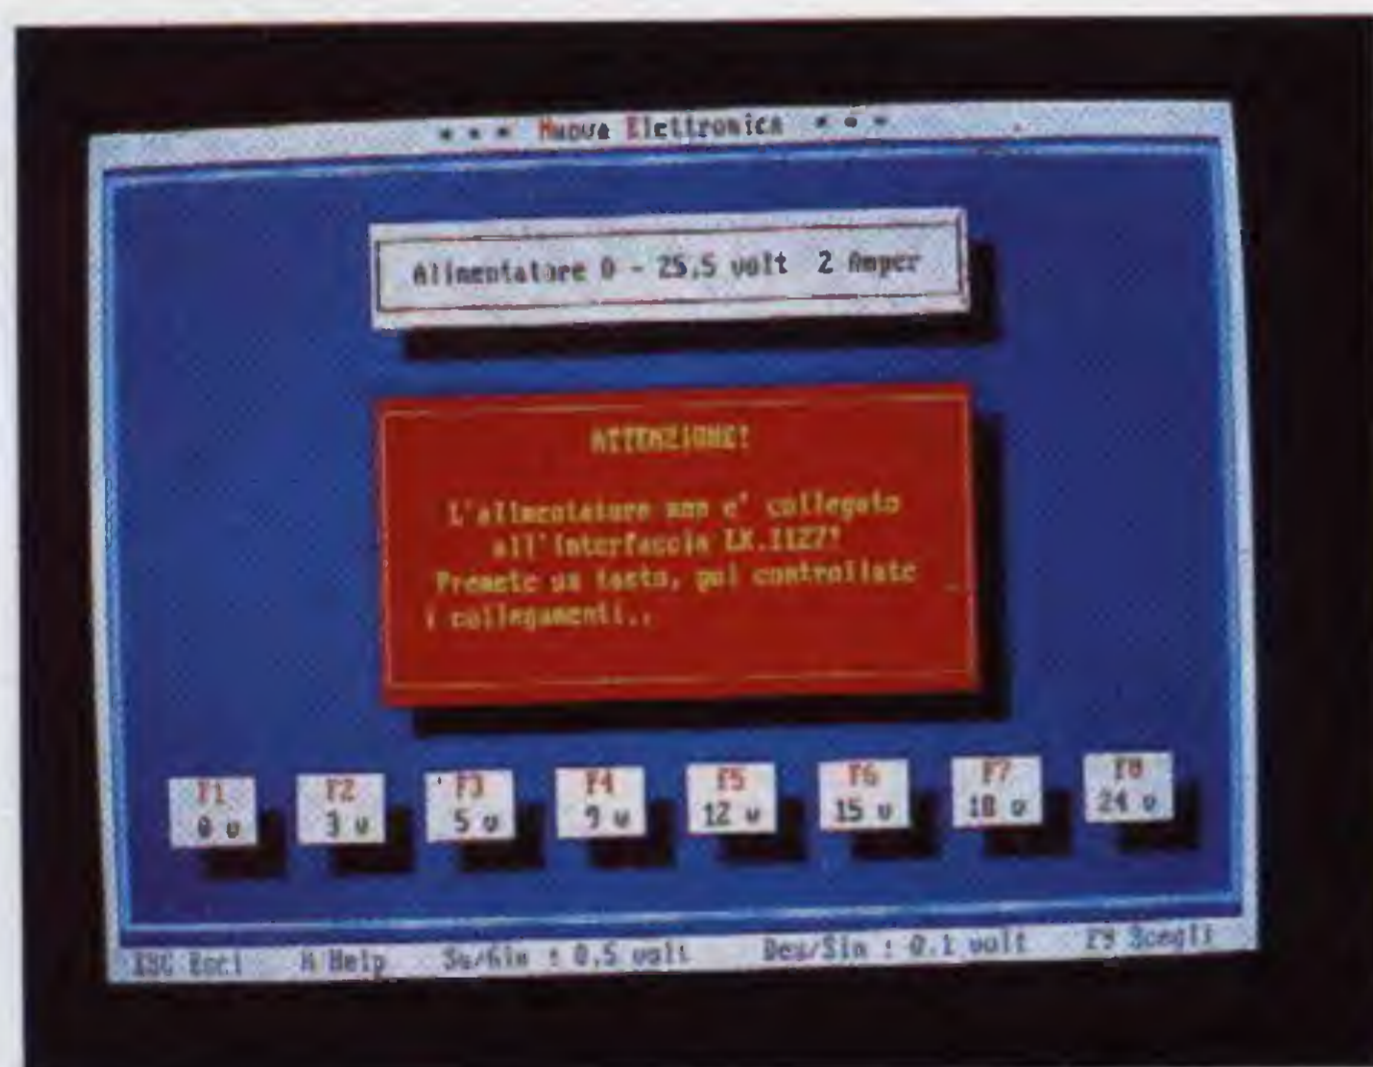 * * * Nuova Elettronica * * *
Alimentatore 0 - 25,5 volt 2 Amper
ATTENZIONE!
L'alimentatore non e' collegato
all'interfaccia LX.1127!
Premete un tasto, poi controllate
i collegamenti..
F1 F2 F3 F4 F5 F6 F7 F8
0 v 3 v 5 v 9 v 12 v 15 v 18 v 24 v
ESC Esci H Help Su/Giu : 0.5 volt Des/Sin : 0.1 volt F9 Scegli